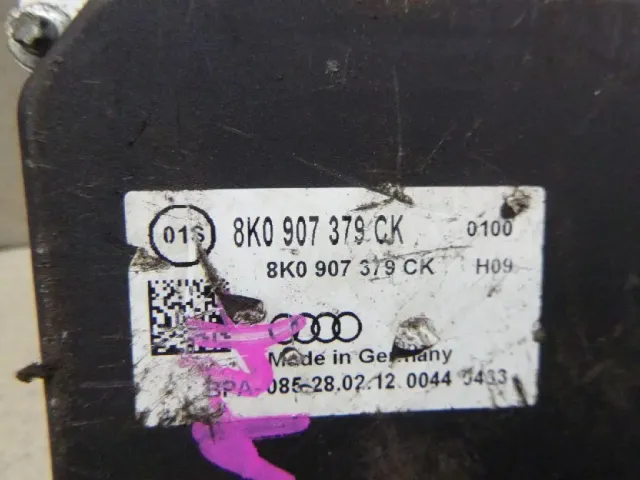 01S
8K0 907 379 CK 0100
8K0 907 379 CK H09
Made in Germany
BPA-085-28.02.12 0044